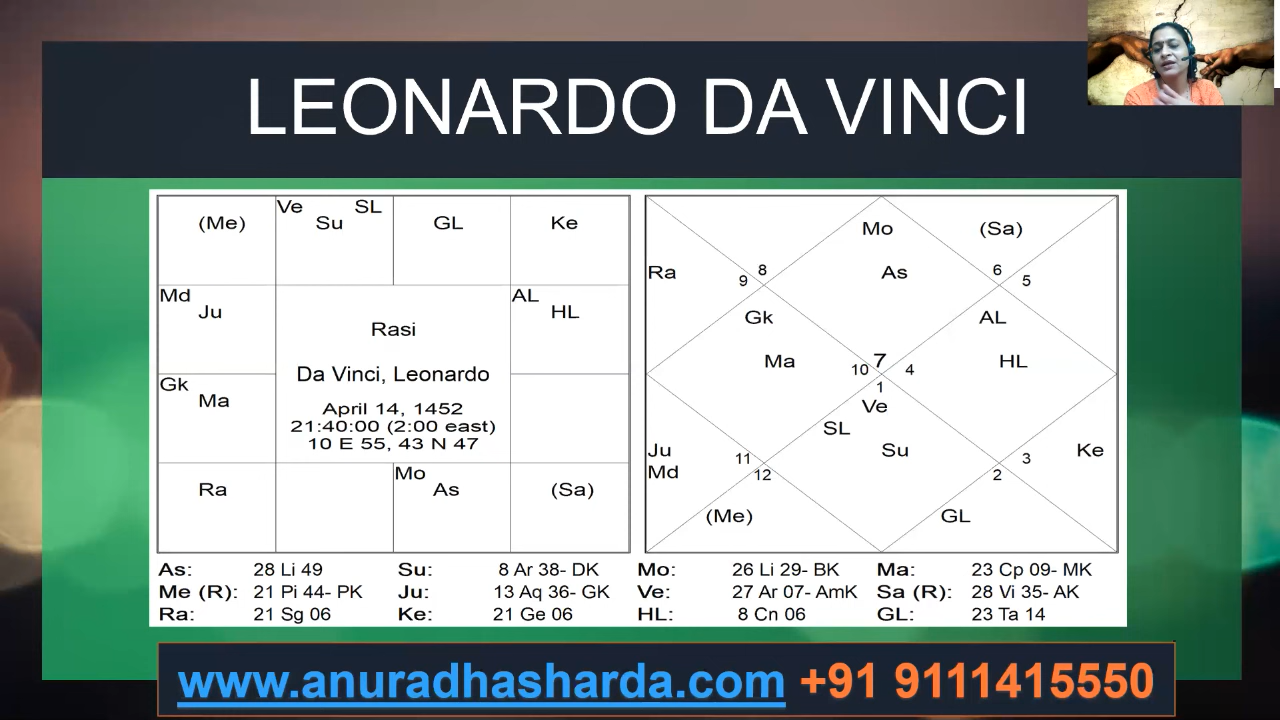 LEONARDO DA VINCI
(Me)
Ve SL
Su
GL
Ke
Md
Ju
AL
HL
Rasi
Da Vinci, Leonardo
April 14, 1452
21:40:00 (2:00 east)
10 E 55, 43 N 47
Gk
Ma
Ra
Mo
As
(Sa)
Mo
(Sa)
Ra
As
8
9
6
5
Gk
AL
Ma
HL
7
10
4
1
Ve
SL
Su
Ju
Md
11
12
3
2
Ke
(Me)
GL
As: 28 Li 49 Su: 8 Ar 38- DK Mo: 26 Li 29- BK Ma: 23 Cp 09- MK
Me (R): 21 Pi 44- PK Ju: 13 Aq 36- GK Ve: 27 Ar 07- AmK Sa (R): 28 Vi 35- AK
Ra: 21 Sg 06 Ke: 21 Ge 06 HL: 8 Cn 06 GL: 23 Ta 14
www.anuradhasharda.com +91 9111415550